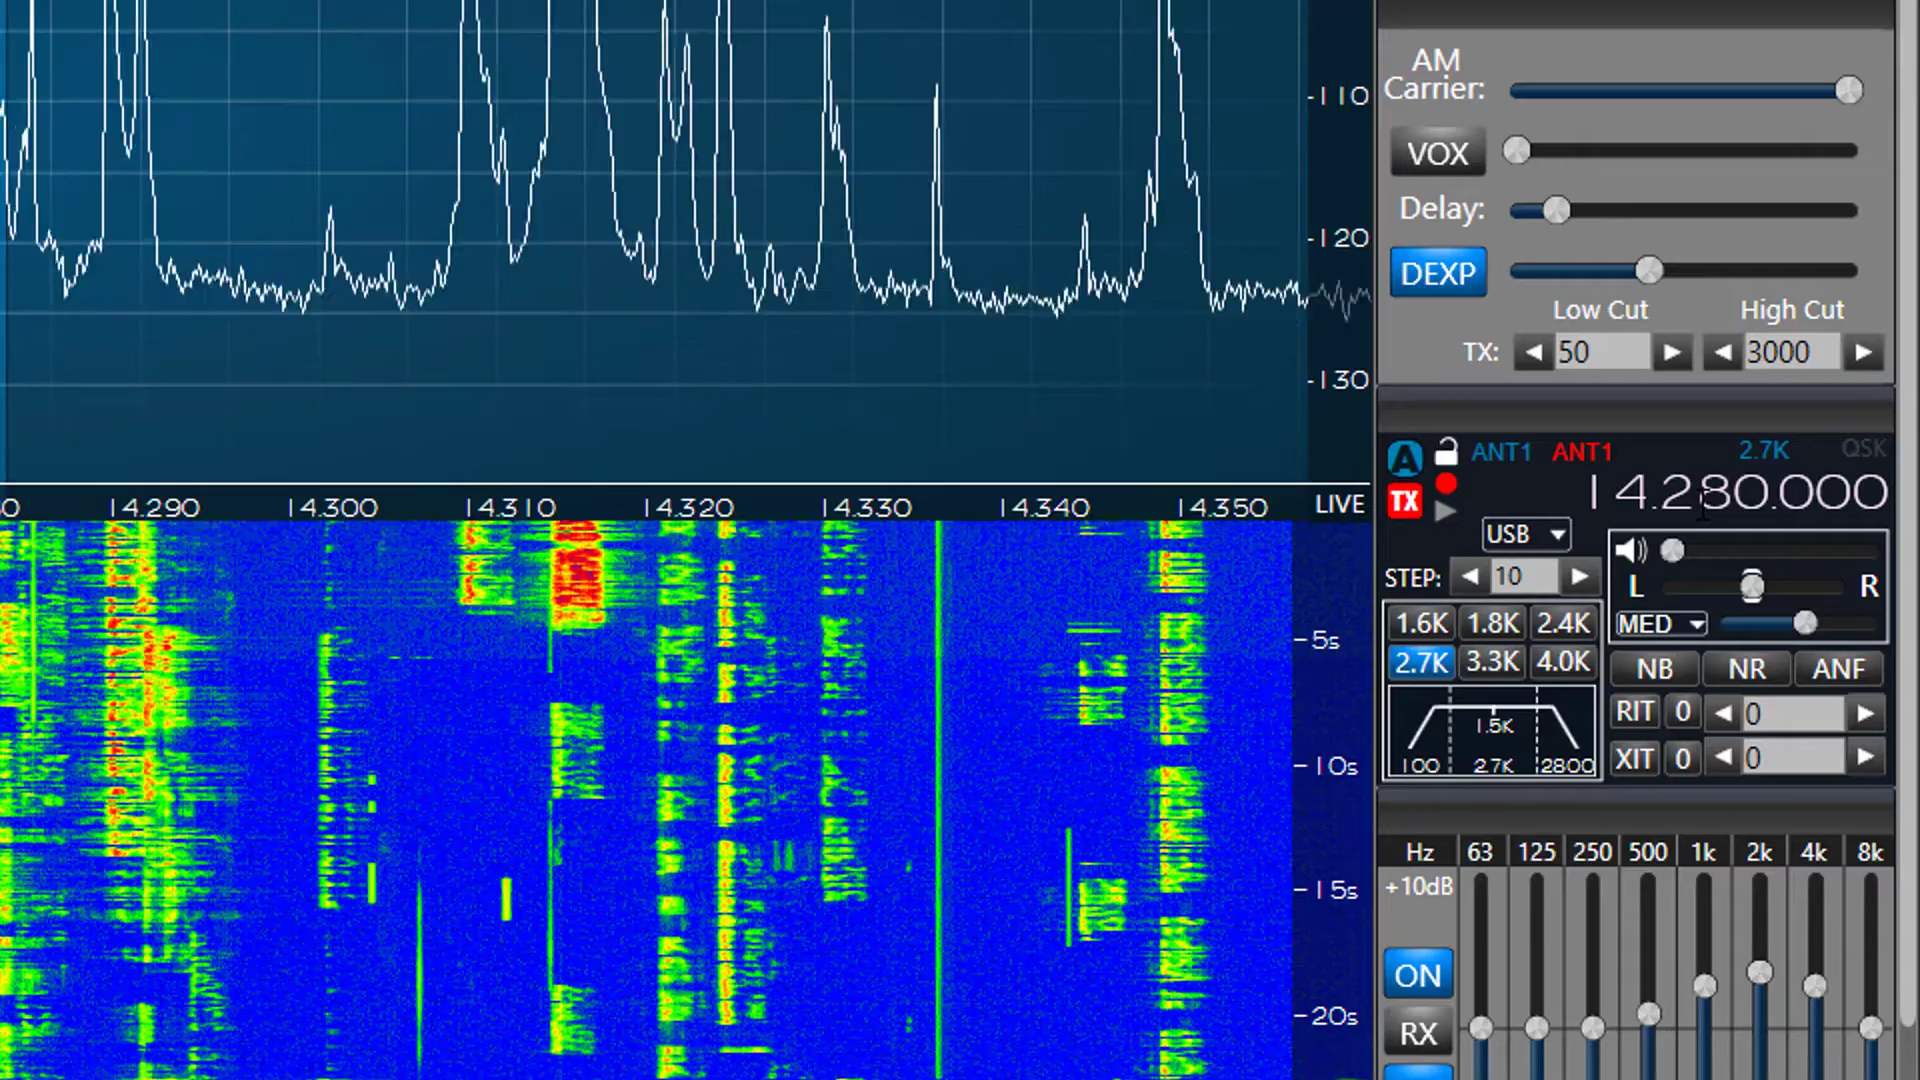 -110
-120
-130
0 14.290 14.300 14.310 14.320 14.330 14.340 14.350 LIVE
5s
10s
15s
20s
AM
Carrier:
VOX
Delay:
DEXP
Low Cut High Cut
TX: 50 3000
A ANT1 ANT1 2.7K QSK
TX 14.280.000
USB
STEP: 10
L R
MED
1.6K 1.8K 2.4K
2.7K 3.3K 4.0K
NB NR ANF
1.5K
100 2.7K 2800
RIT 0 0
XIT 0 0
Hz 63 125 250 500 1k 2k 4k 8k
+10dB
ON
RX